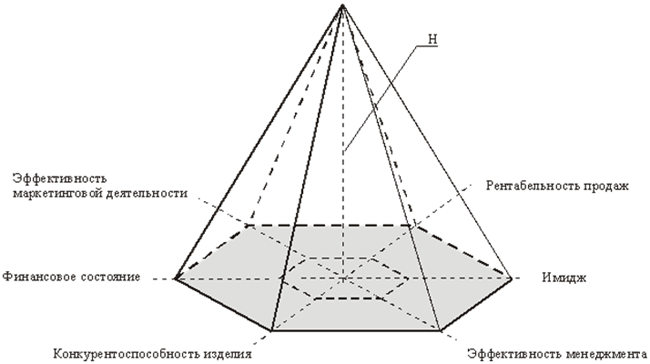 H
Эффективность
маркетинговой деятельности
Рентабельность продаж
Финансовое состояние
Имидж
Конкурентоспособность изделия
Эффективность менеджмента